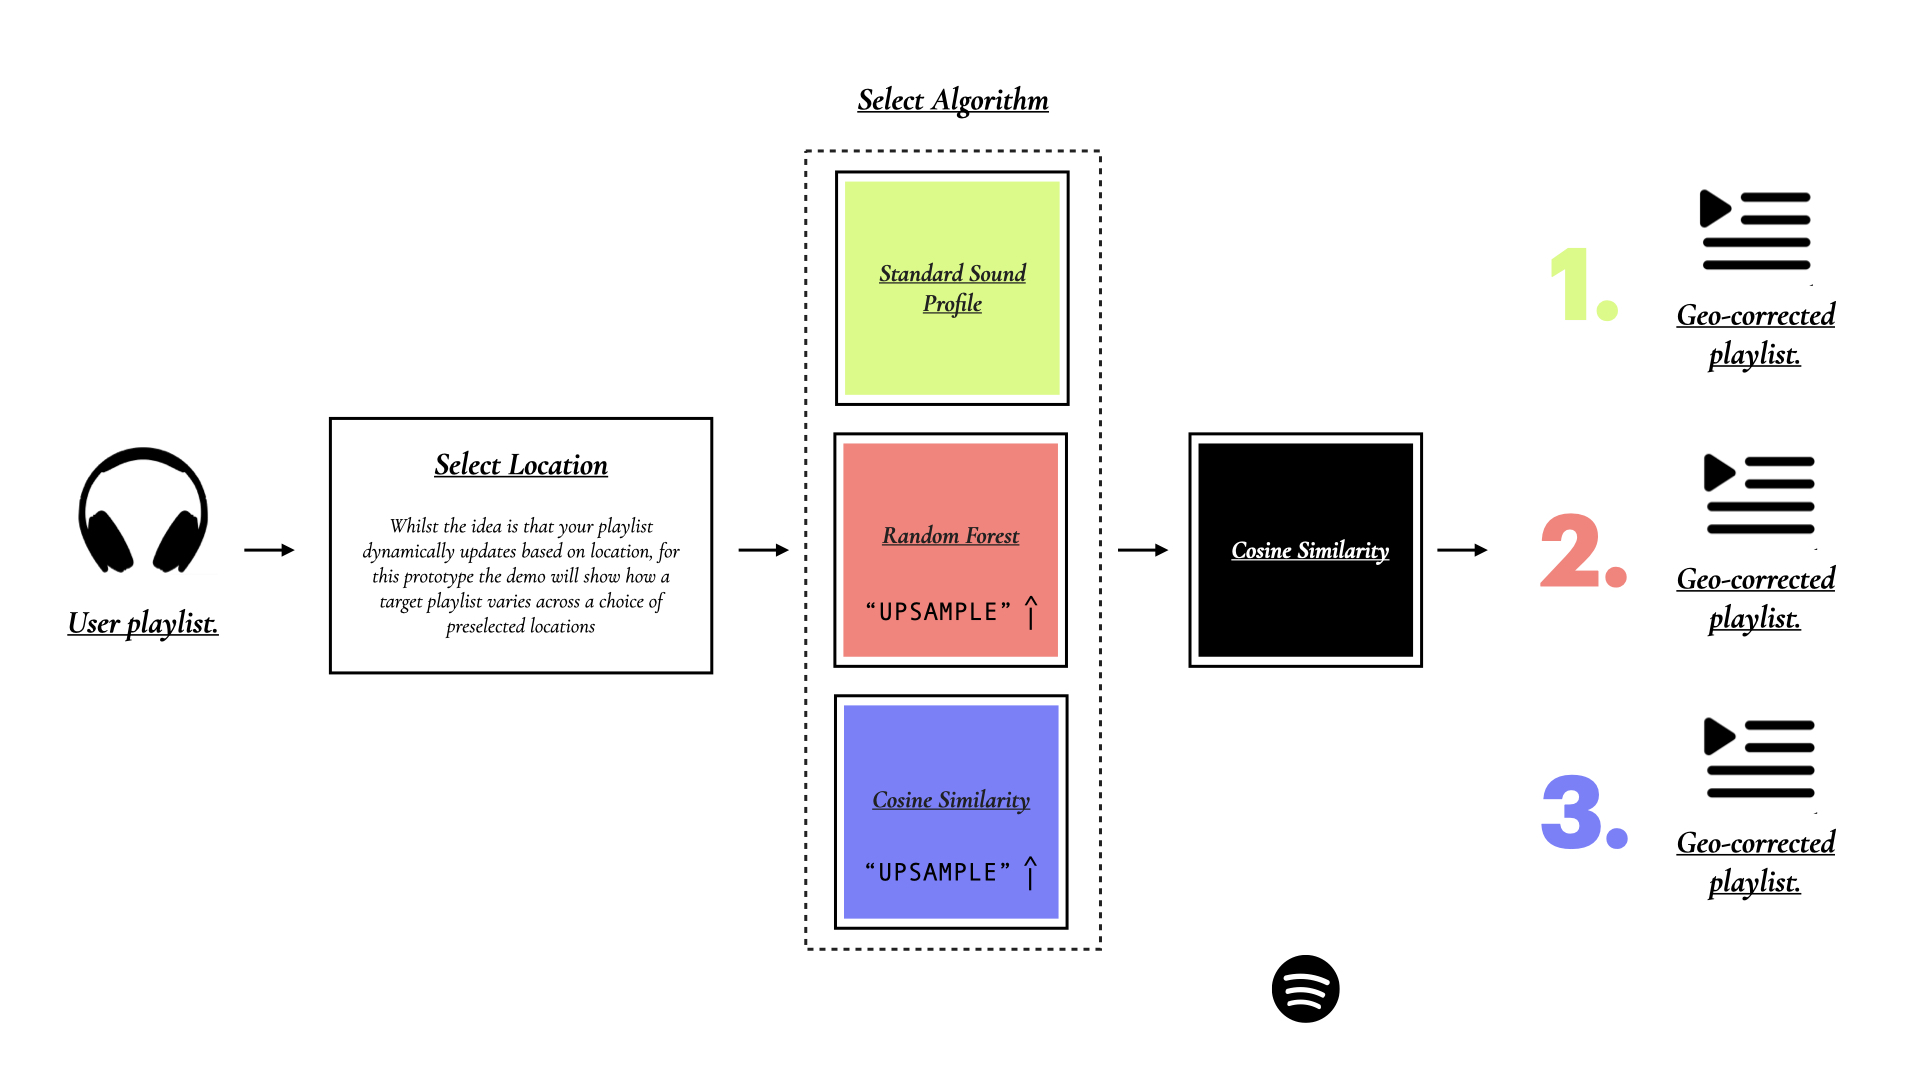 Select Algorithm
Standard Sound
Profile
Random Forest
“UPSAMPLE”
Cosine Similarity
“UPSAMPLE”
User playlist.
Select Location
Whilst the idea is that your playlist
dynamically updates based on location, for
this prototype the demo will show how a
target playlist varies across a choice of
preselected locations
Cosine Similarity
1.
Geo-corrected
playlist.
2.
Geo-corrected
playlist.
3.
Geo-corrected
playlist.